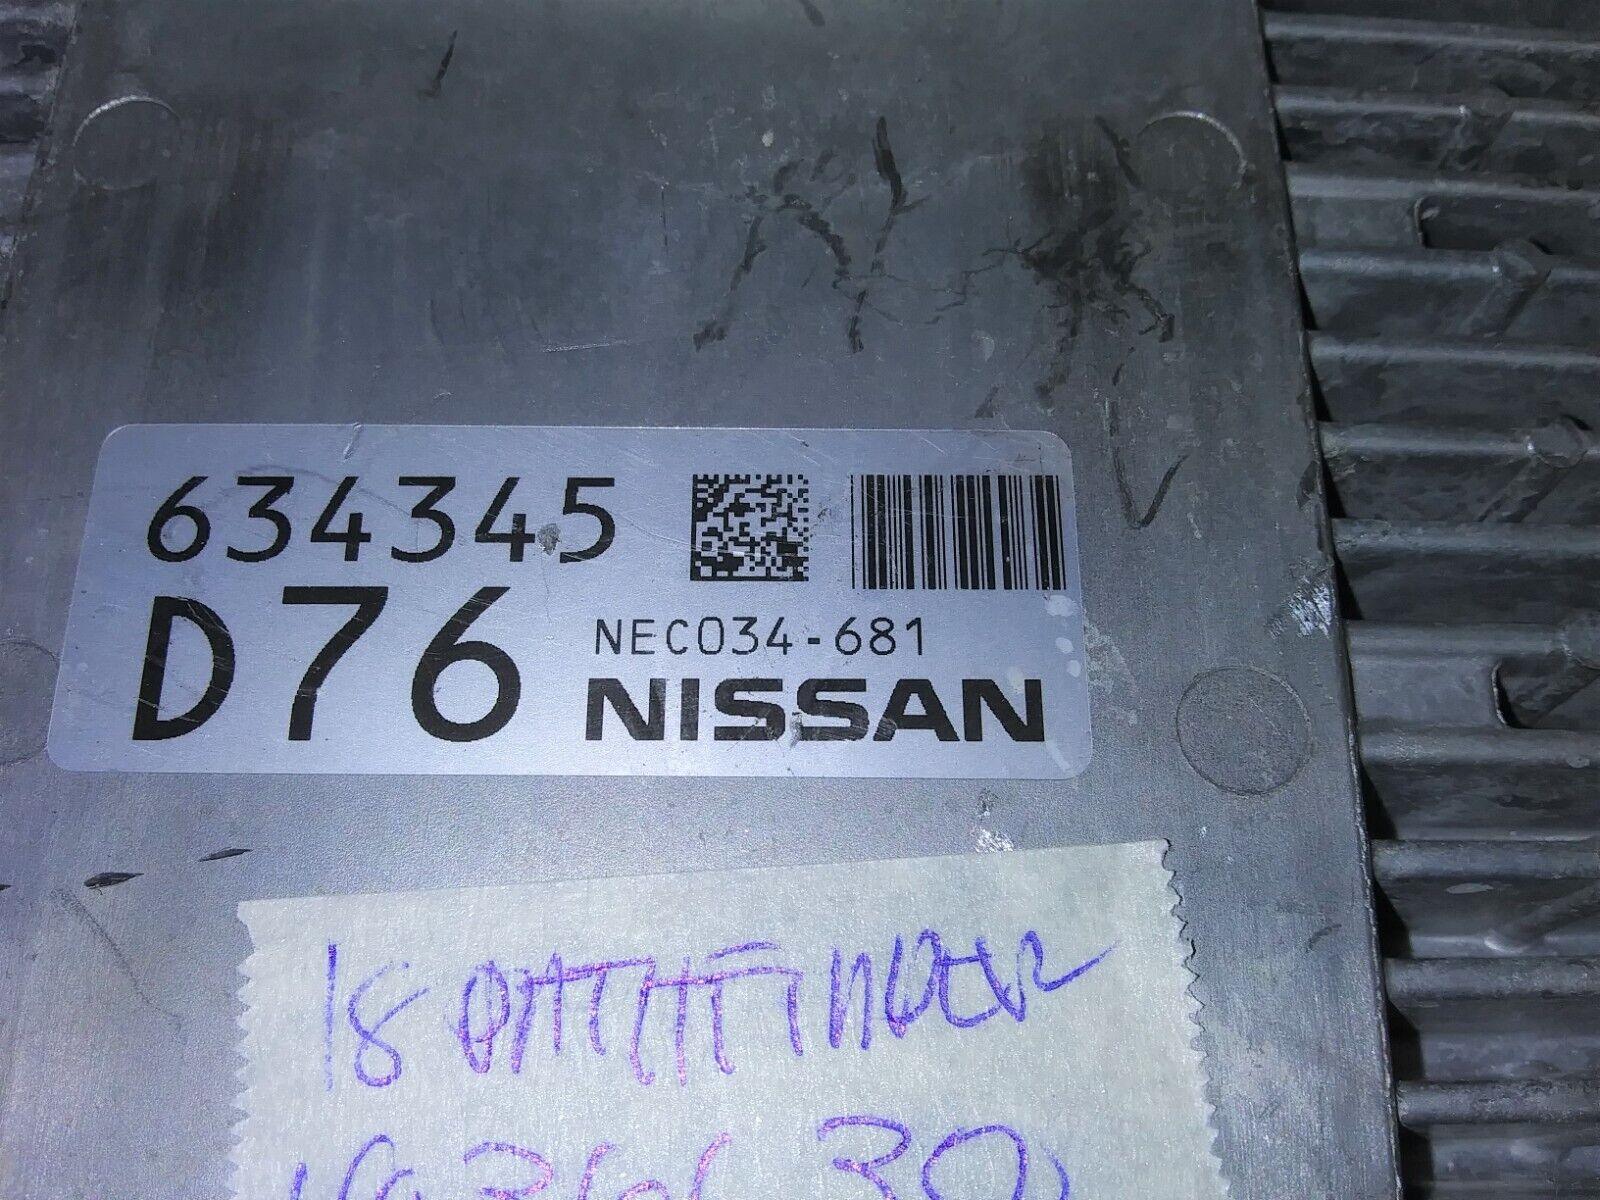 634345
D76
NEC034-681
NISSAN
18 PATHFINDER